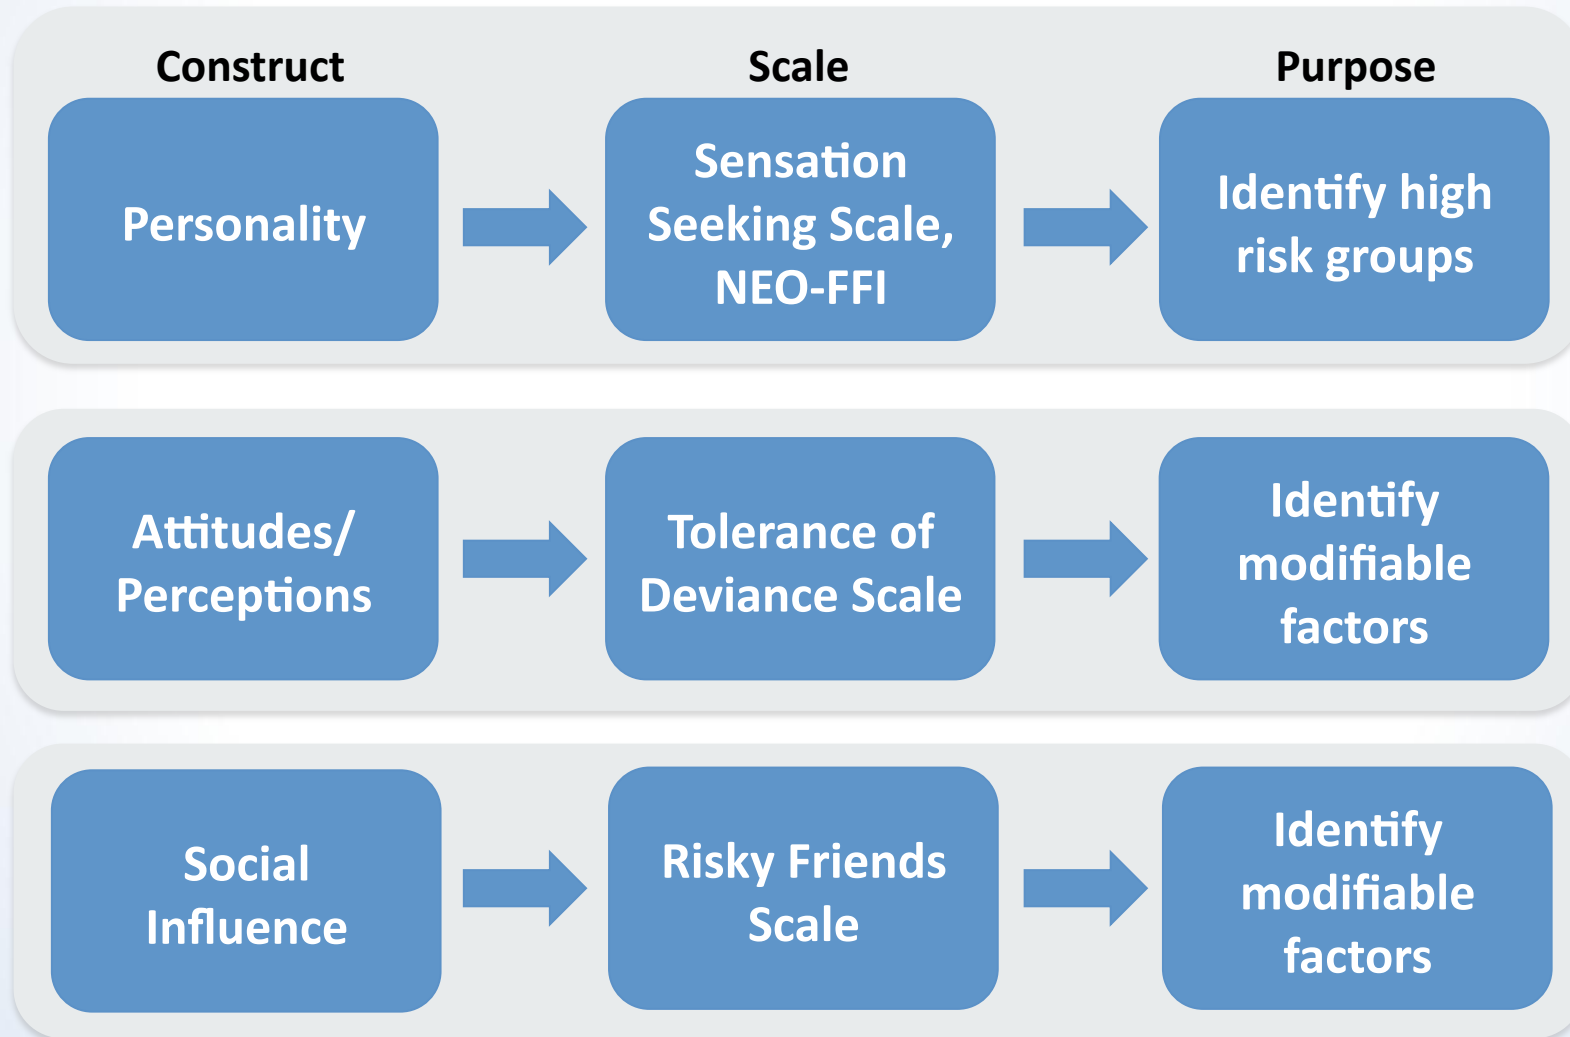 Construct
Scale
Purpose
Personality
Sensation
Seeking Scale,
NEO-FFI
Identify high
risk groups
Attitudes/
Perceptions
Tolerance of
Deviance Scale
Identify
modifiable
factors
Social
Influence
Risky Friends
Scale
Identify
modifiable
factors